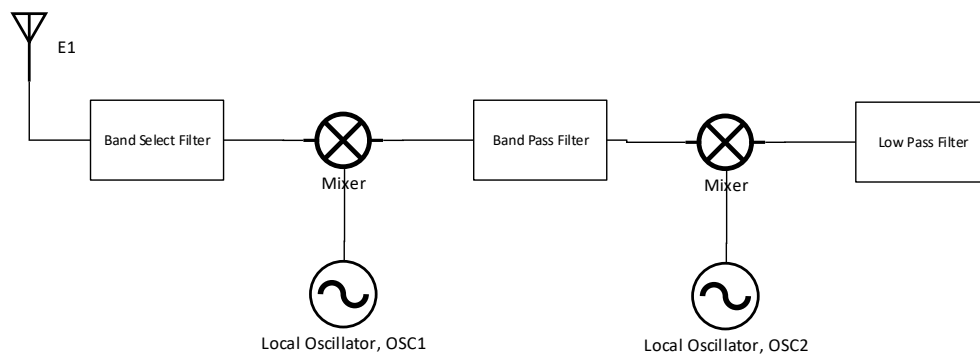 E1
Band Select Filter
Mixer
Band Pass Filter
Mixer
Low Pass Filter
Local Oscillator, OSC1
Local Oscillator, OSC2